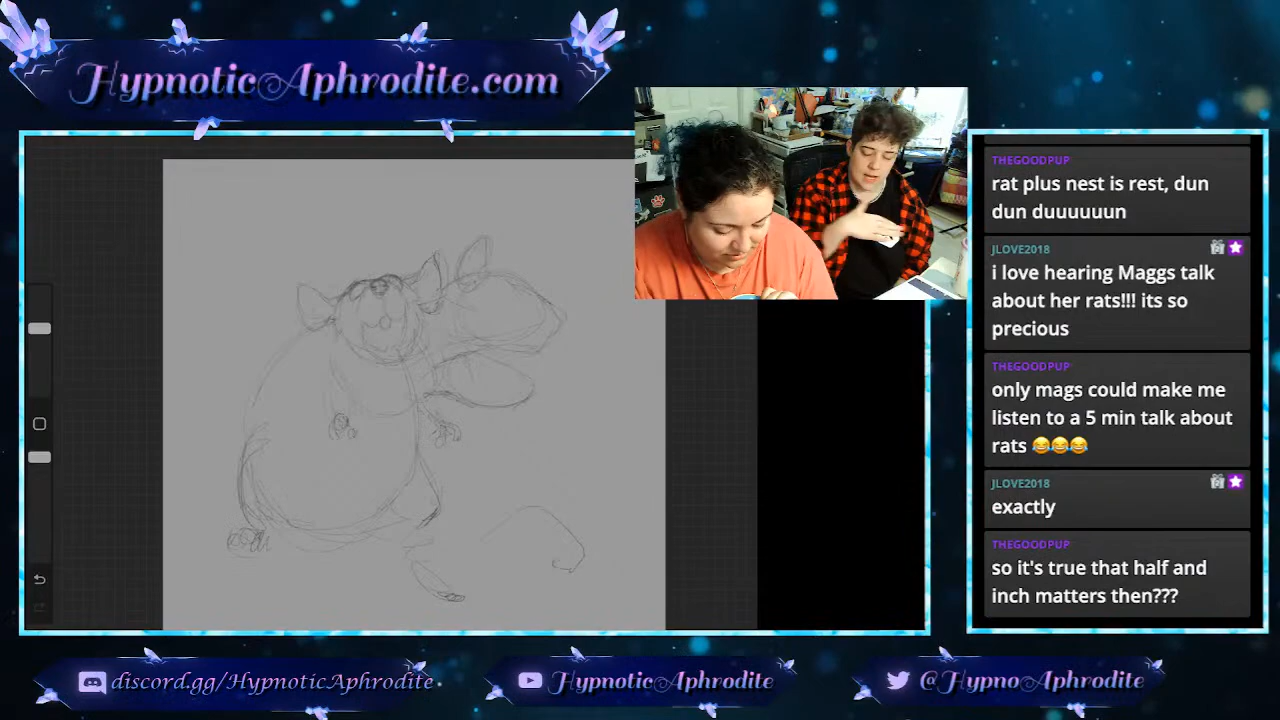 HypnoticAphrodite.com
THEGOODPUP
rat plus nest is rest, dun
dun duuuuuun
JLOVE2018
i love hearing Maggs talk
about her rats!!! its so
precious
THEGOODPUP
only mags could make me
listen to a 5 min talk about
rats 😂😂😂
JLOVE2018
exactly
THEGOODPUP
so it's true that half and
inch matters then???
discord.gg/HypnoticAphrodite
HypnoticAphrodite
@HypnoAphrodite